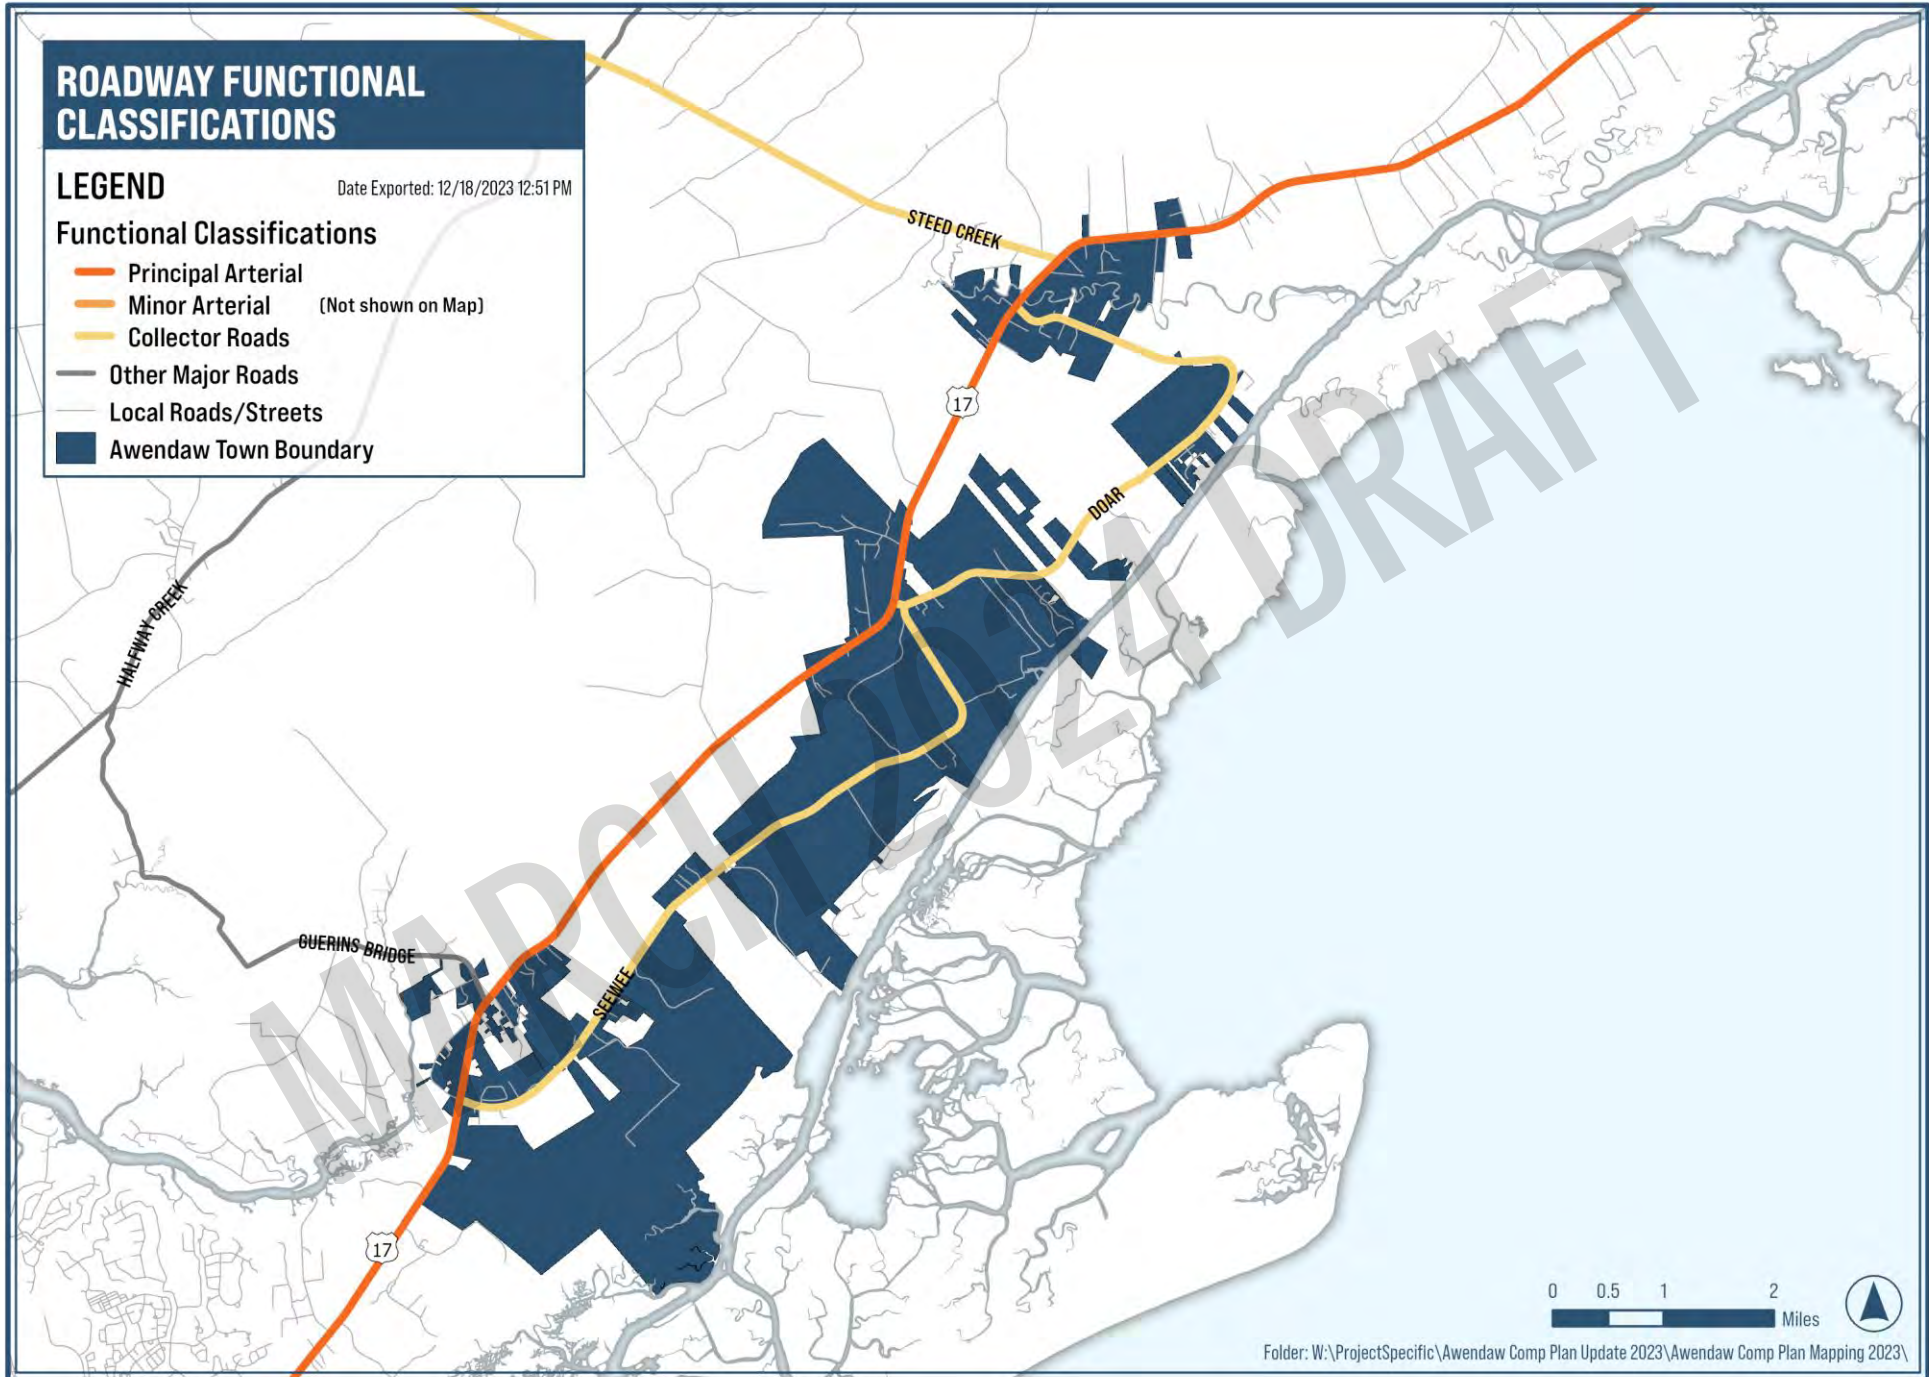 ROADWAY FUNCTIONAL
CLASSIFICATIONS
LEGEND
Date Exported: 12/18/2023 12:51 PM
Functional Classifications
Principal Arterial
Minor Arterial (Not shown on Map)
Collector Roads
Other Major Roads
Local Roads/Streets
Awendaw Town Boundary
STEED CREEK
17
DOAR
HALFWAY CREEK
GUERINS BRIDGE
SEEWEE
17
MARCH 2024 DRAFT
0 0.5 1 2
Miles
Folder: W:\ProjectSpecific\Awendaw Comp Plan Update 2023\Awendaw Comp Plan Mapping 2023\